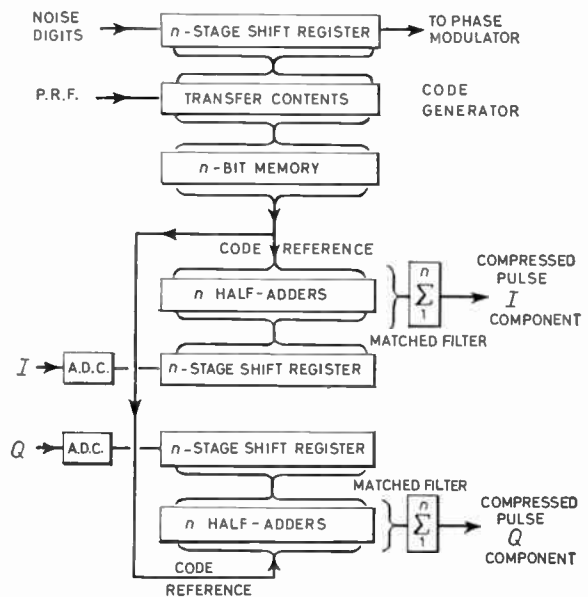 NOISE DIGITS
n-STAGE SHIFT REGISTER
TO PHASE MODULATOR
P.R.F.
TRANSFER CONTENTS
CODE GENERATOR
n-BIT MEMORY
CODE REFERENCE
n HALF-ADDERS
n
Σ
1
COMPRESSED PULSE I COMPONENT
MATCHED FILTER
I
A.D.C.
n-STAGE SHIFT REGISTER
Q
A.D.C.
n-STAGE SHIFT REGISTER
MATCHED FILTER
n HALF-ADDERS
n
Σ
1
COMPRESSED PULSE Q COMPONENT
CODE REFERENCE